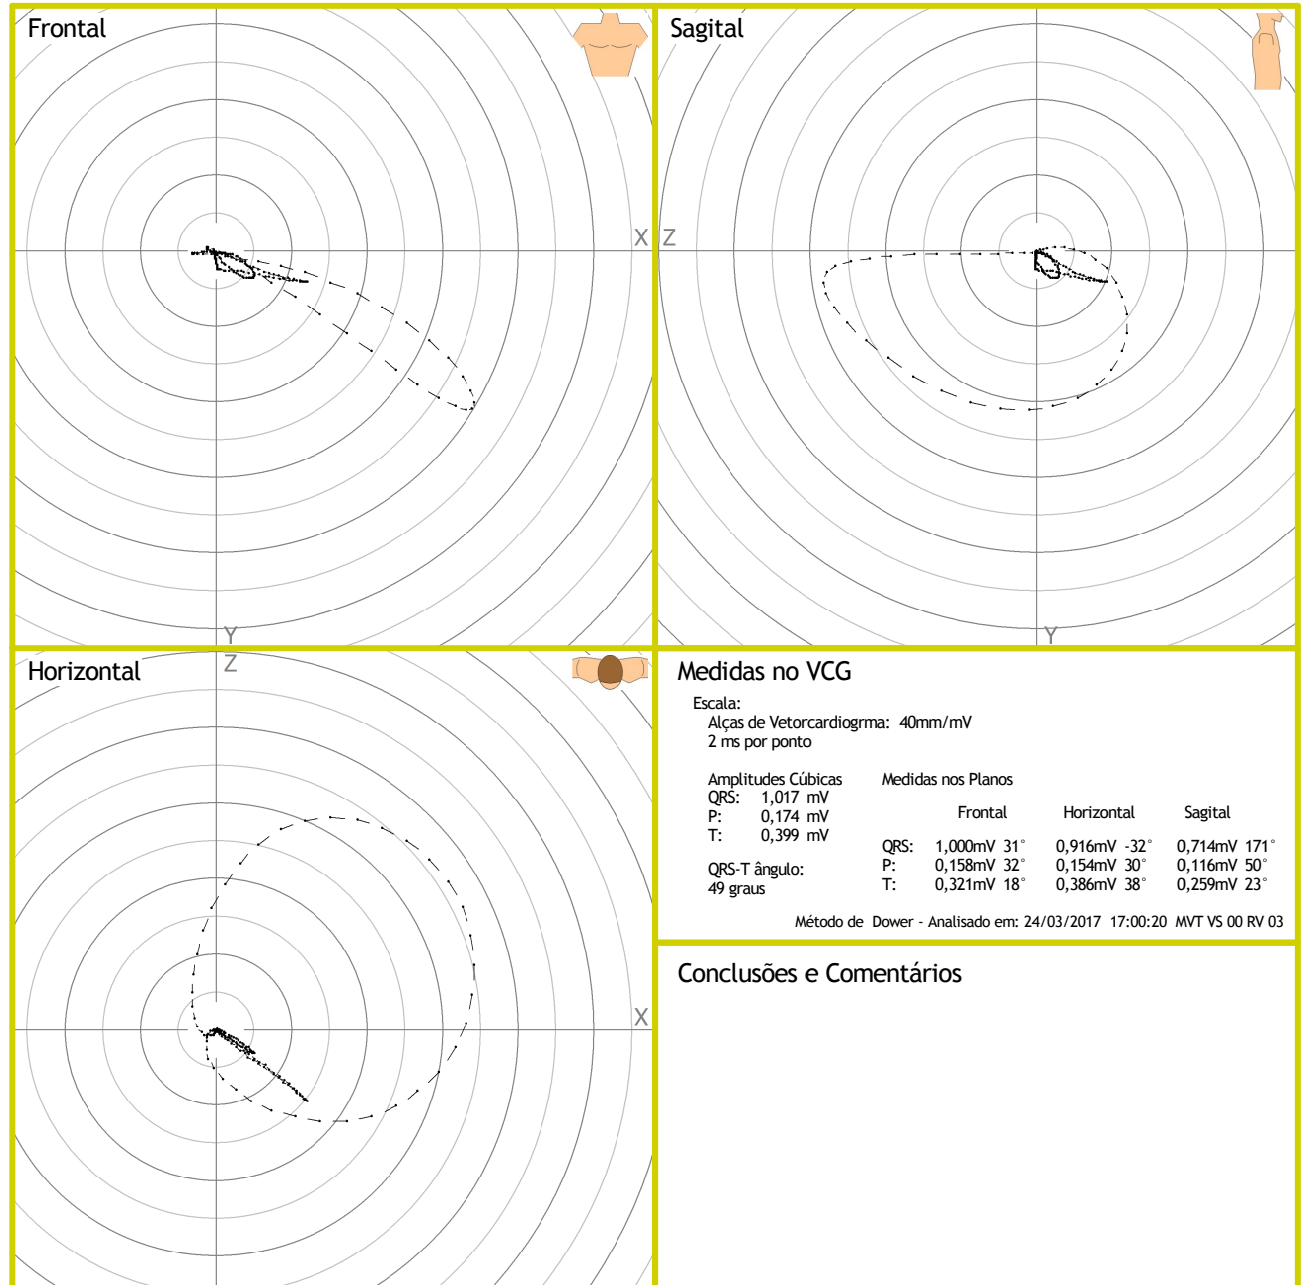 Frontal
X
Y
Sagital
Z
Y
Horizontal
Z
X
Medidas no VCG
Escala:
Alças de Vetorcardiogrma: 40mm/mV
2 ms por ponto
Amplitudes Cúbicas
QRS: 1,017 mV
P: 0,174 mV
T: 0,399 mV
QRS-T ângulo:
49 graus
Medidas nos Planos
Frontal Horizontal Sagital
QRS: 1,000mV 31° 0,916mV -32° 0,714mV 171°
P: 0,158mV 32° 0,154mV 30° 0,116mV 50°
T: 0,321mV 18° 0,386mV 38° 0,259mV 23°
Método de Dower - Analisado em: 24/03/2017 17:00:20 MVT VS 00 RV 03
Conclusões e Comentários